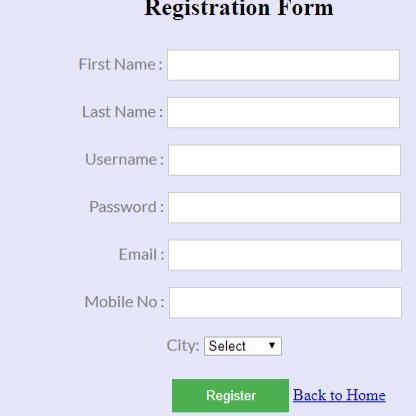 Registration Form
First Name :
Last Name :
Username :
Password :
Email :
Mobile No :
City: Select
Register Back to Home